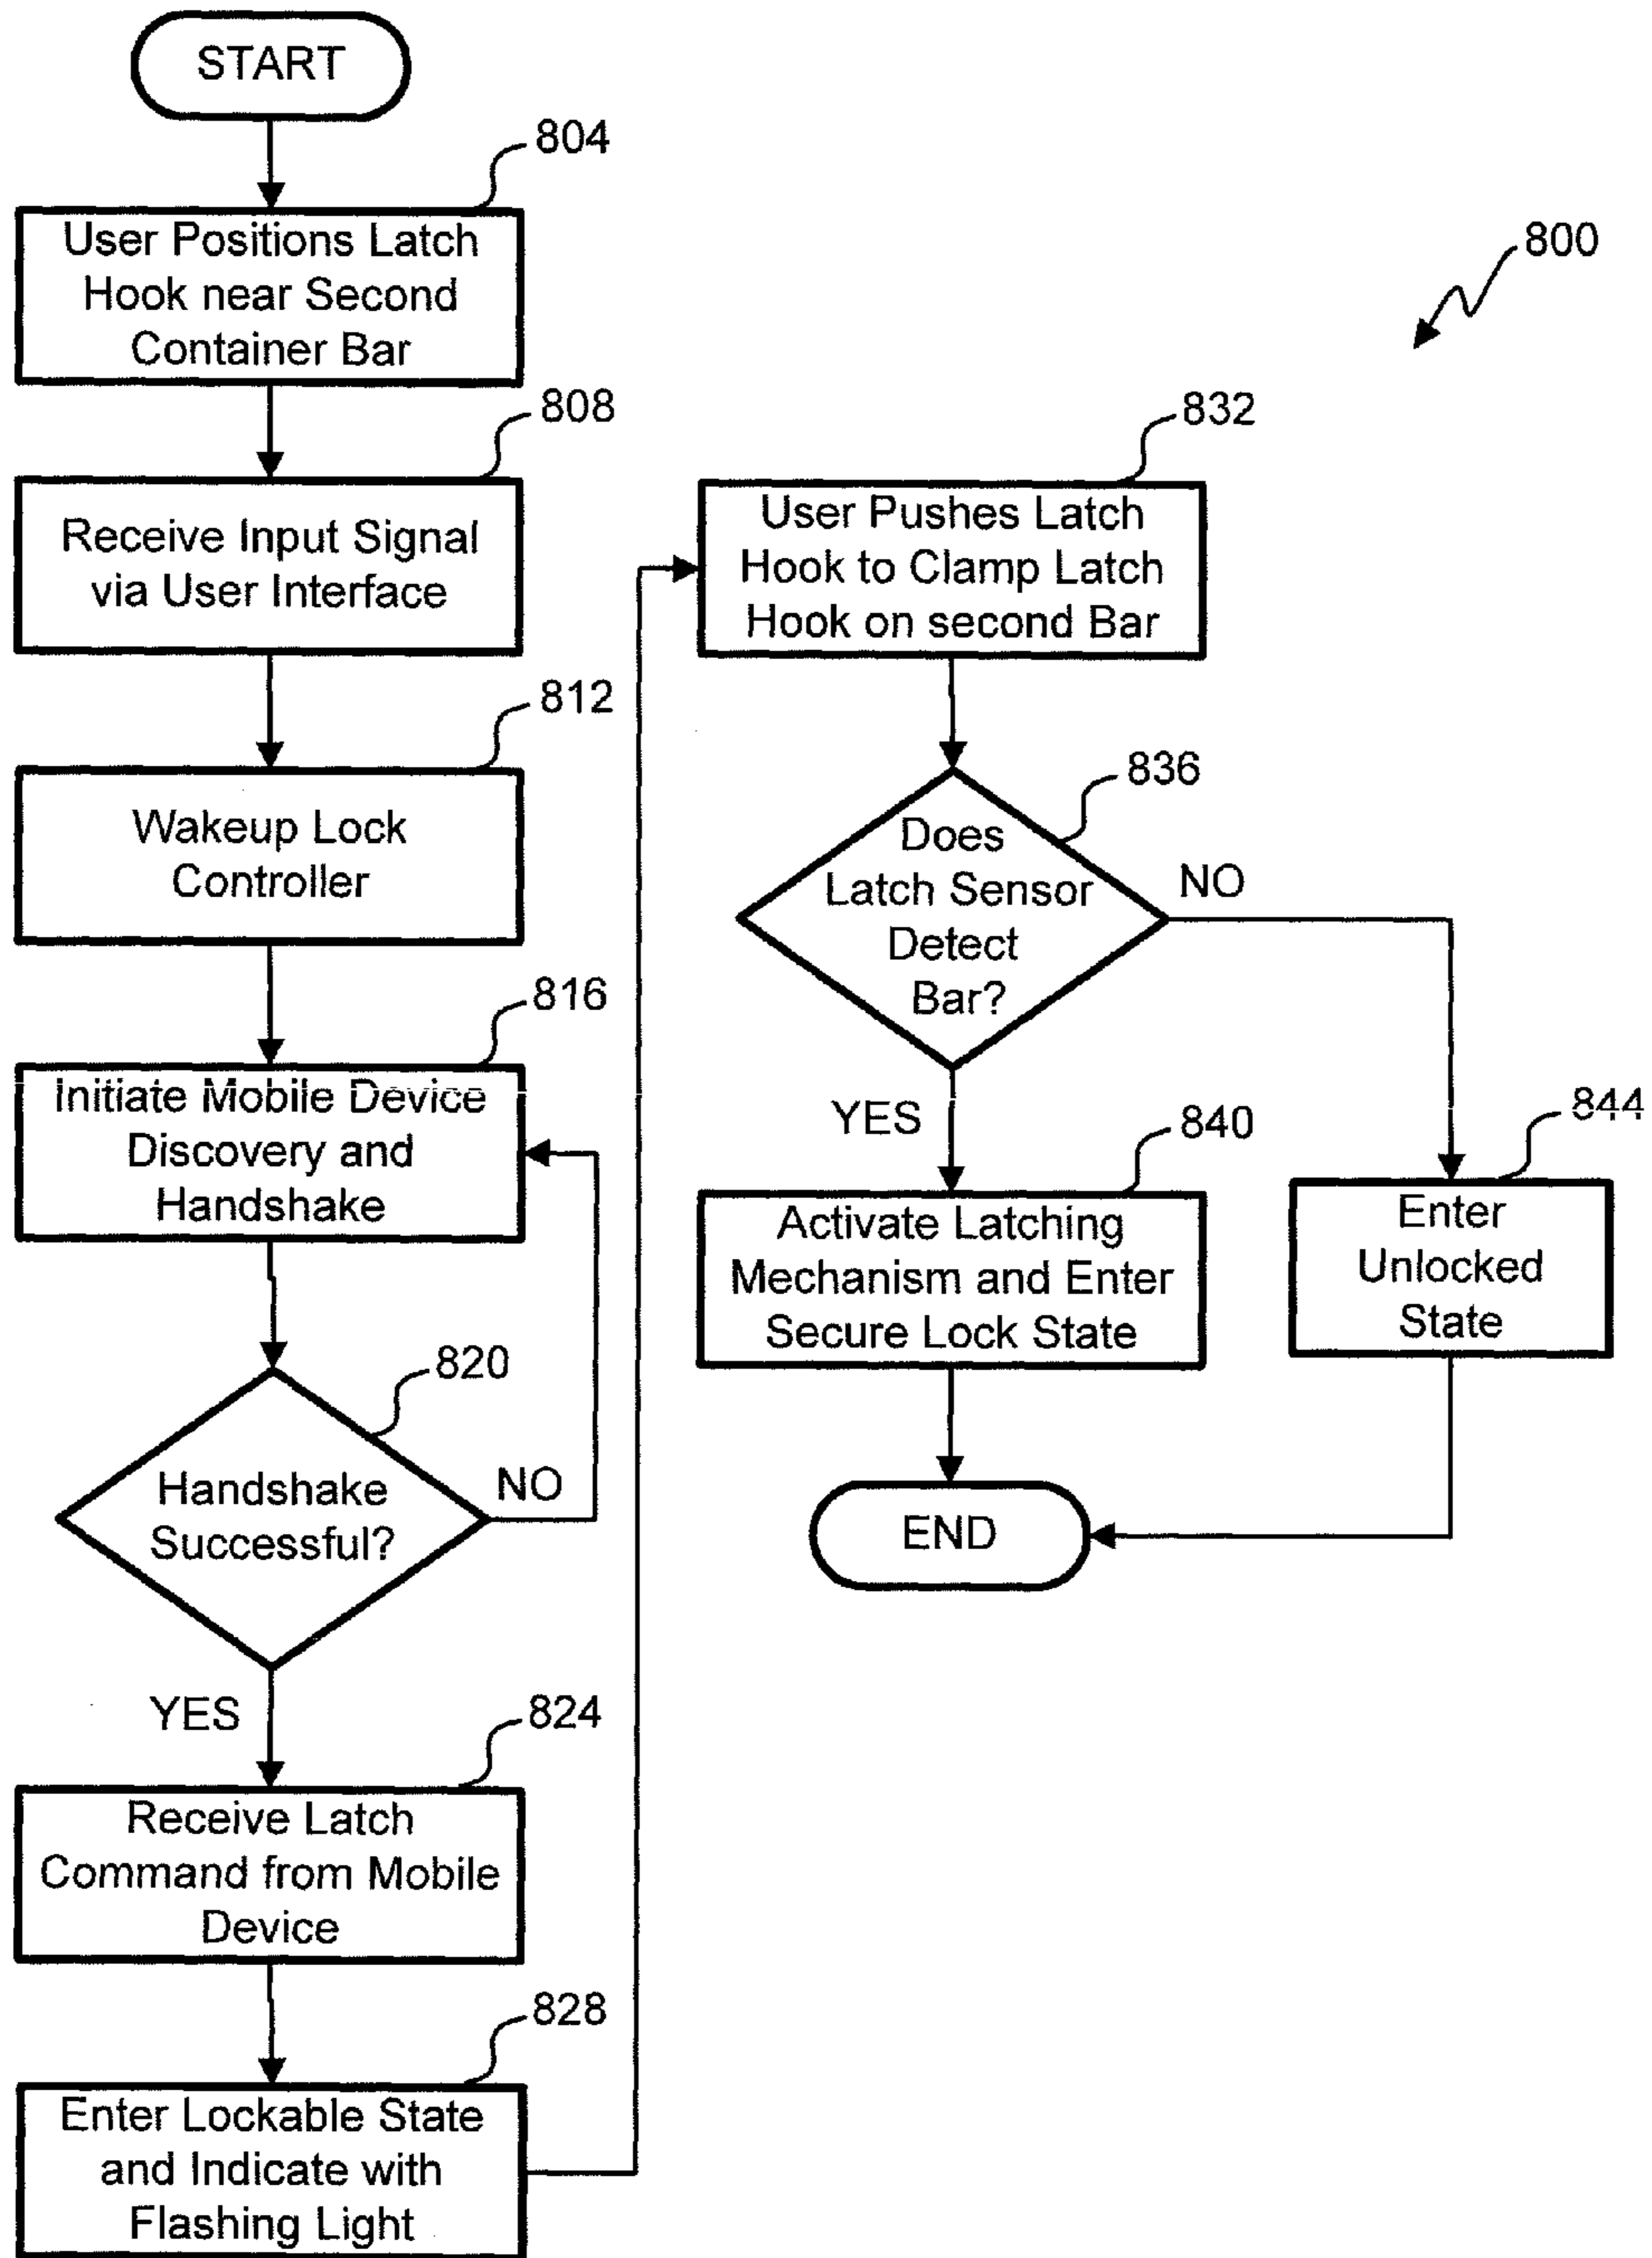 START
804
User Positions Latch
Hook near Second
Container Bar
808
Receive Input Signal
via User Interface
812
Wakeup Lock
Controller
816
Initiate Mobile Device
Discovery and
Handshake
820
Handshake
Successful?
NO
YES
824
Receive Latch
Command from Mobile
Device
828
Enter Lockable State
and Indicate with
Flashing Light
800
832
User Pushes Latch
Hook to Clamp Latch
Hook on second Bar
836
Does
Latch Sensor
Detect
Bar?
NO
YES
840
Activate Latching
Mechanism and Enter
Secure Lock State
844
Enter
Unlocked
State
END